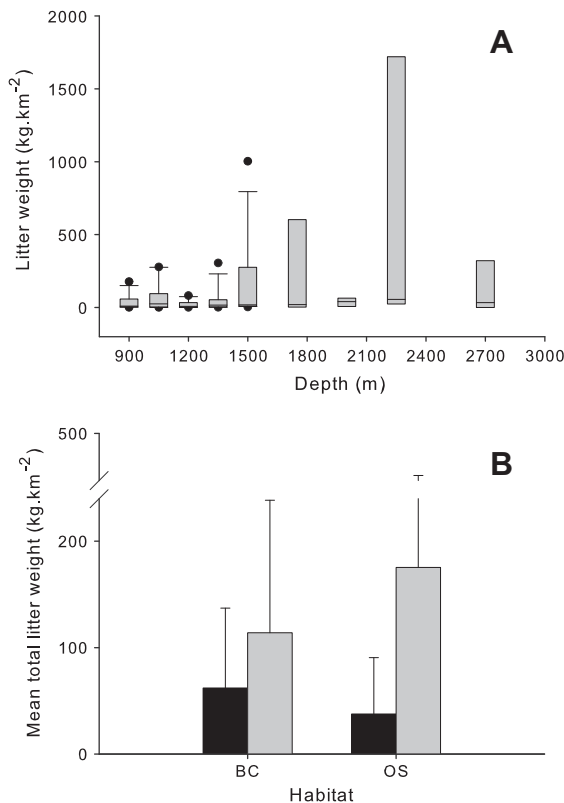 A
2000
1500
1000
500
0
Litter weight (kg.km-2)
900 1200 1500 1800 2100 2400 2700 3000
Depth (m)
B
500
200
100
0
Mean total litter weight (kg.km-2)
BC OS
Habitat